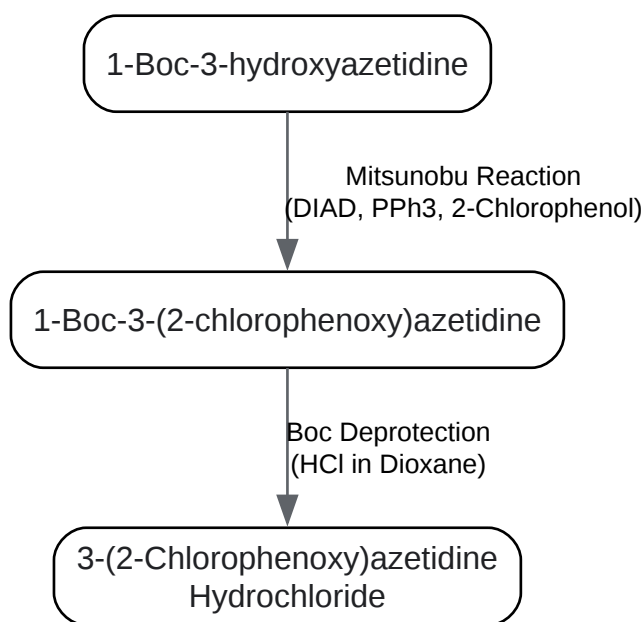 1-Boc-3-hydroxyazetidine
Mitsunobu Reaction
(DIAD, PPh3, 2-Chlorophenol)
1-Boc-3-(2-chlorophenoxy)azetidine
Boc Deprotection
(HCl in Dioxane)
3-(2-Chlorophenoxy)azetidine
Hydrochloride